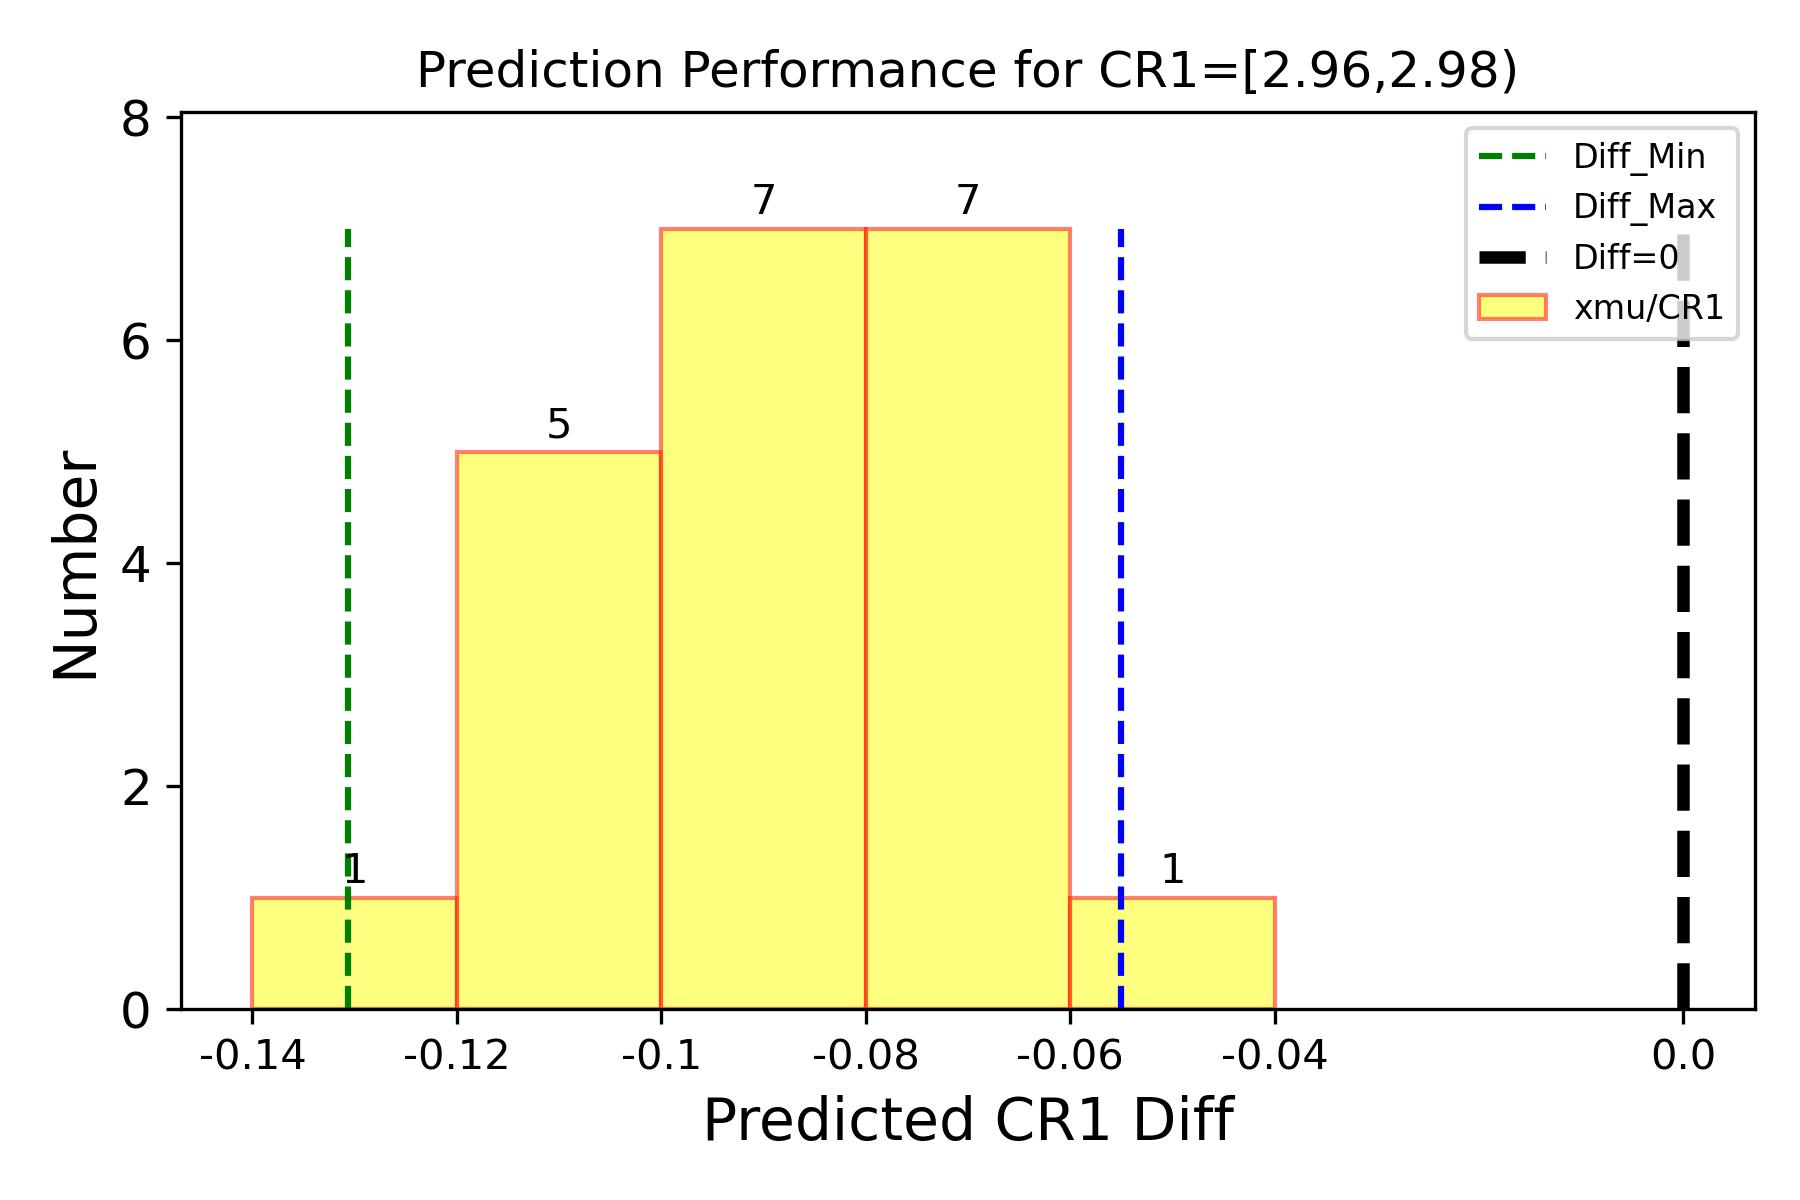 Prediction Performance for CR1=[2.96,2.98)
8
6
4
2
0
Number
7
7
5
1
1
Diff_Min
Diff_Max
Diff=0
xmu/CR1
-0.14
-0.12
-0.1
-0.08
-0.06
-0.04
0.0
Predicted CR1 Diff